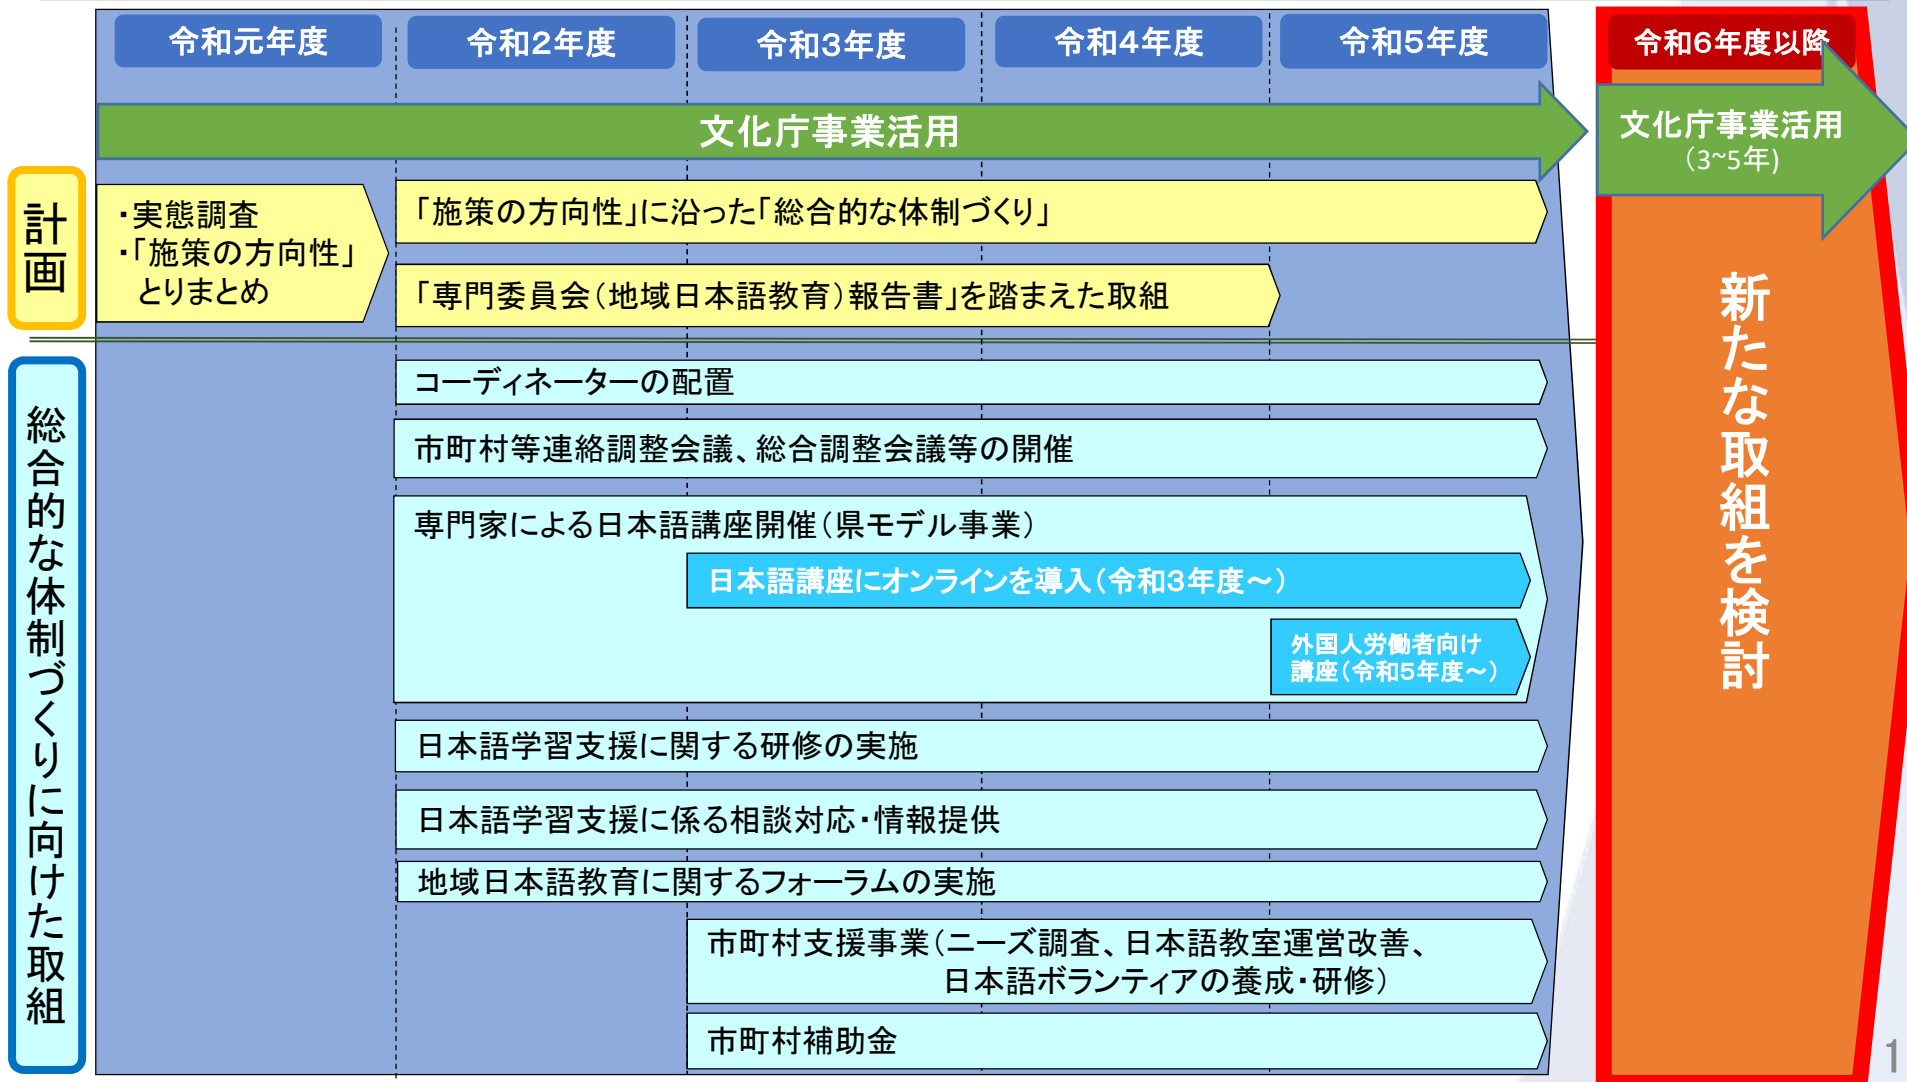 令和元年度
令和2年度
令和3年度
令和4年度
令和5年度
令和6年度以降
文化庁事業活用
文化庁事業活用
(3~5年)
計画
・実態調査
・「施策の方向性」
とりまとめ
「施策の方向性」に沿った「総合的な体制づくり」
「専門委員会(地域日本語教育)報告書」を踏まえた取組
新たな取組を検討
総合的な体制づくりに向けた取組
コーディネーターの配置
市町村等連絡調整会議、総合調整会議等の開催
専門家による日本語講座開催(県モデル事業)
日本語講座にオンラインを導入(令和3年度~)
外国人労働者向け
講座(令和5年度~)
日本語学習支援に関する研修の実施
日本語学習支援に係る相談対応・情報提供
地域日本語教育に関するフォーラムの実施
市町村支援事業(ニーズ調査、日本語教室運営改善、
日本語ボランティアの養成・研修)
市町村補助金
1